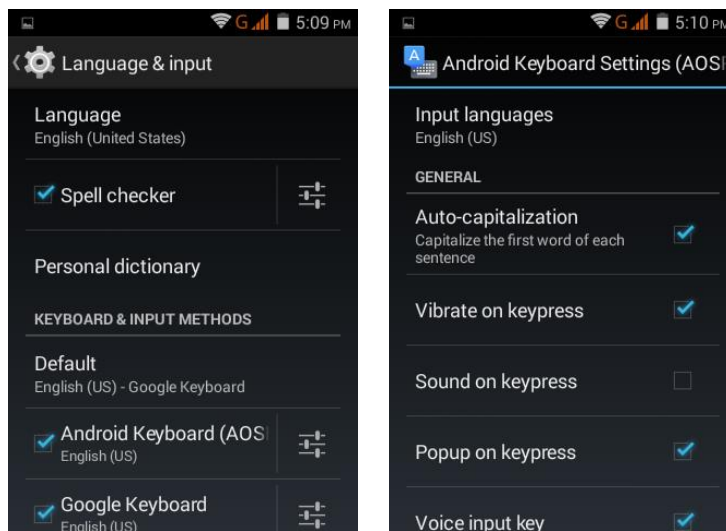 G 5:09 PM
Language & input
Language
English (United States)
Spell checker
Personal dictionary
KEYBOARD & INPUT METHODS
Default
English (US) - Google Keyboard
Android Keyboard (AOS
English (US)
Google Keyboard
English (US)
G 5:10 PM
A
Android Keyboard Settings (AOS
Input languages
English (US)
GENERAL
Auto-capitalization
Capitalize the first word of each
sentence
Vibrate on keypress
Sound on keypress
Popup on keypress
Voice input key